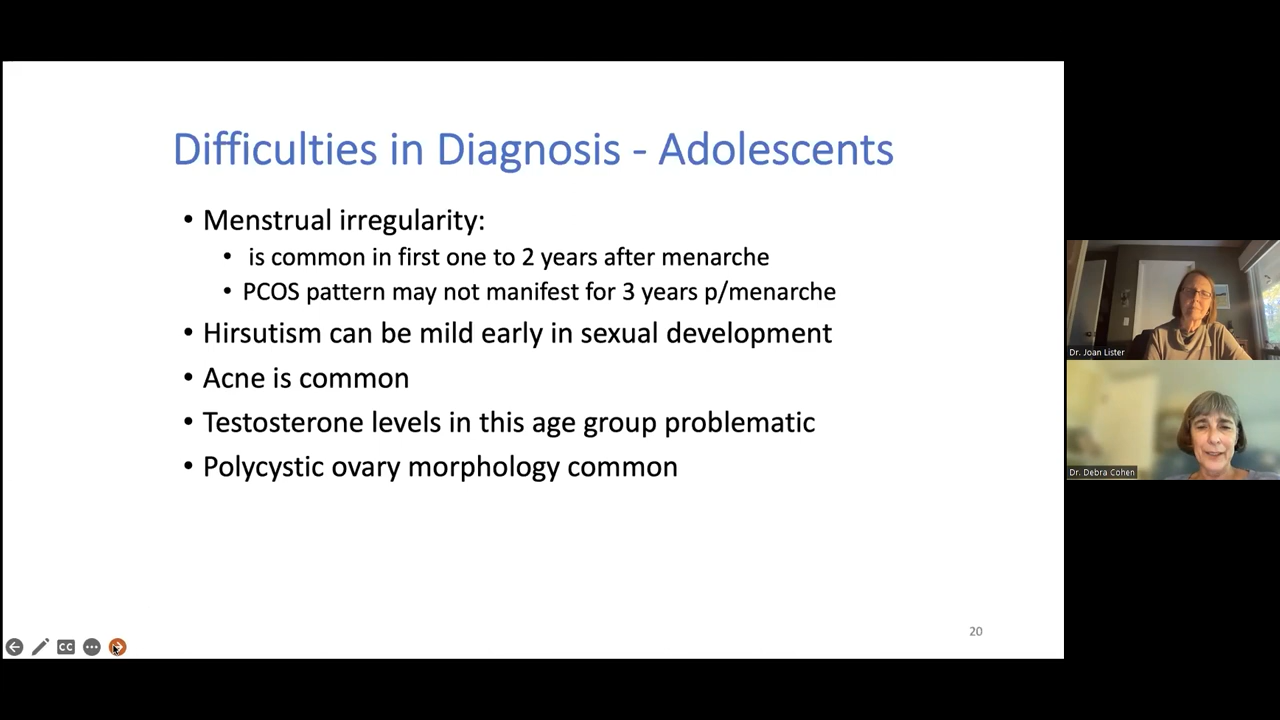 Difficulties in Diagnosis - Adolescents
• Menstrual irregularity:
• is common in first one to 2 years after menarche
• PCOS pattern may not manifest for 3 years p/menarche
• Hirsutism can be mild early in sexual development
• Acne is common
• Testosterone levels in this age group problematic
• Polycystic ovary morphology common
20
CC
Dr. Joan Lister
Dr. Debra Cohen